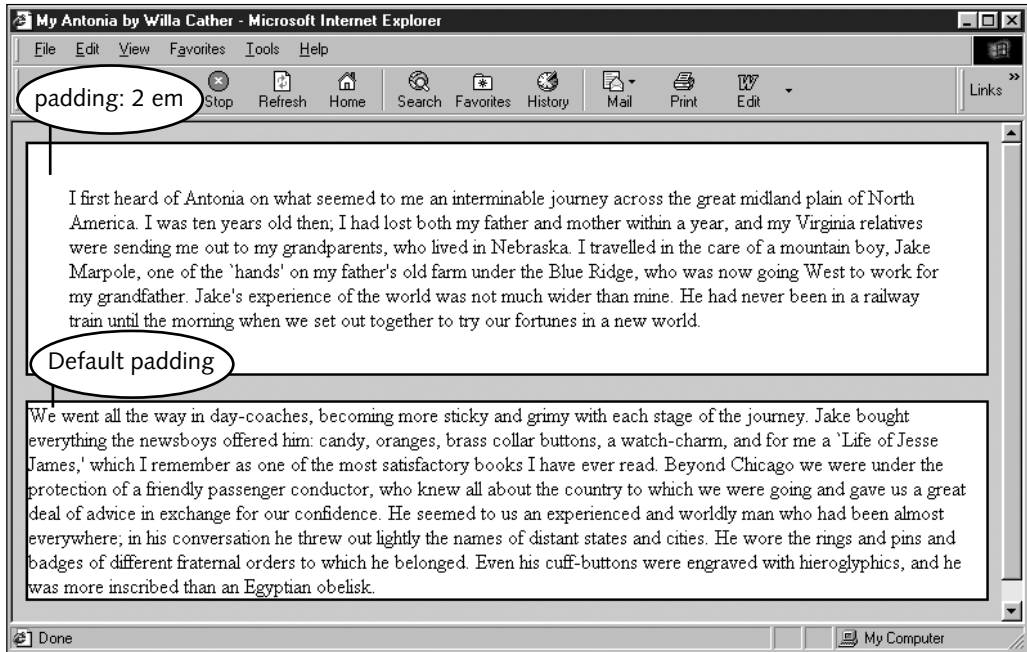 My Antonia by Willa Cather - Microsoft Internet Explorer
File Edit View Favorites Tools Help
padding: 2 em
Stop Refresh Home Search Favorites History Mail Print Edit Links »
I first heard of Antonia on what seemed to me an interminable journey across the great midland plain of North
America. I was ten years old then; I had lost both my father and mother within a year, and my Virginia relatives
were sending me out to my grandparents, who lived in Nebraska. I travelled in the care of a mountain boy, Jake
Marpole, one of the `hands' on my father's old farm under the Blue Ridge, who was now going West to work for
my grandfather. Jake's experience of the world was not much wider than mine. He had never been in a railway
train until the morning when we set out together to try our fortunes in a new world.
Default padding
We went all the way in day-coaches, becoming more sticky and grimy with each stage of the journey. Jake bought
everything the newsboys offered him: candy, oranges, brass collar buttons, a watch-charm, and for me a `Life of Jesse
James,' which I remember as one of the most satisfactory books I have ever read. Beyond Chicago we were under the
protection of a friendly passenger conductor, who knew all about the country to which we were going and gave us a great
deal of advice in exchange for our confidence. He seemed to us an experienced and worldly man who had been almost
everywhere; in his conversation he threw out lightly the names of distant states and cities. He wore the rings and pins and
badges of different fraternal orders to which he belonged. Even his cuff-buttons were engraved with hieroglyphics, and he
was more inscribed than an Egyptian obelisk.
Done My Computer